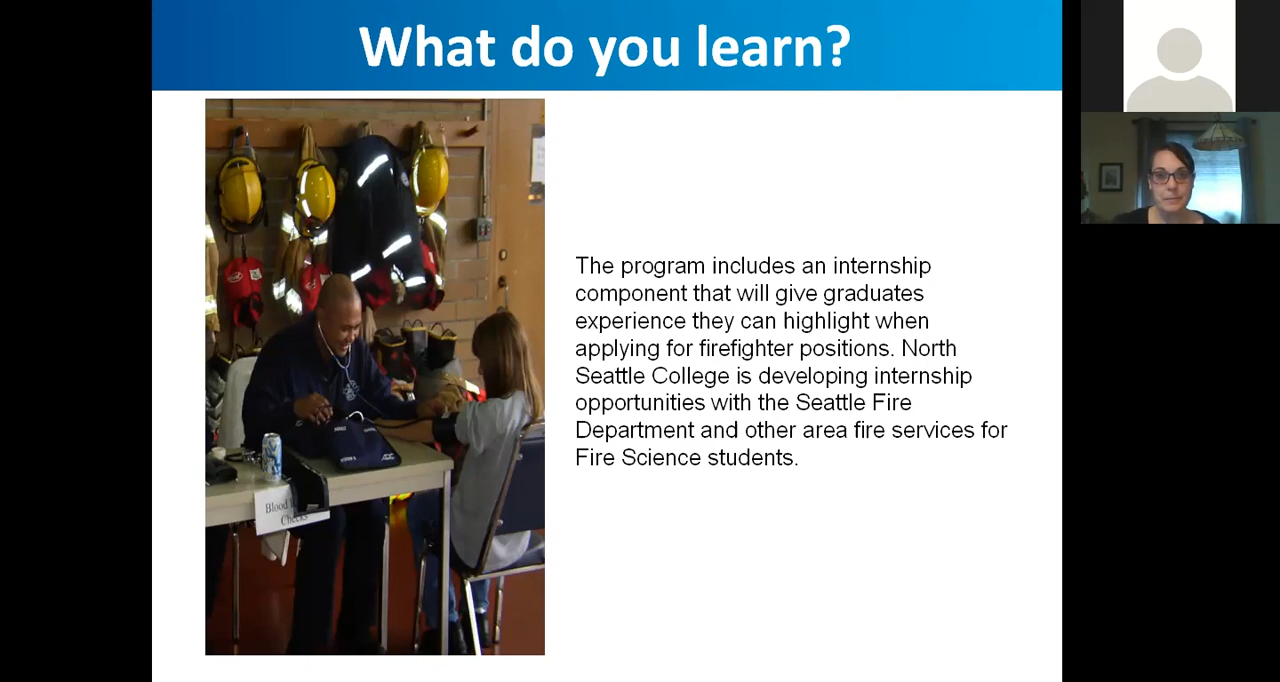 What do you learn?
The program includes an internship
component that will give graduates
experience they can highlight when
applying for firefighter positions. North
Seattle College is developing internship
opportunities with the Seattle Fire
Department and other area fire services for
Fire Science students.
Blood
Checks